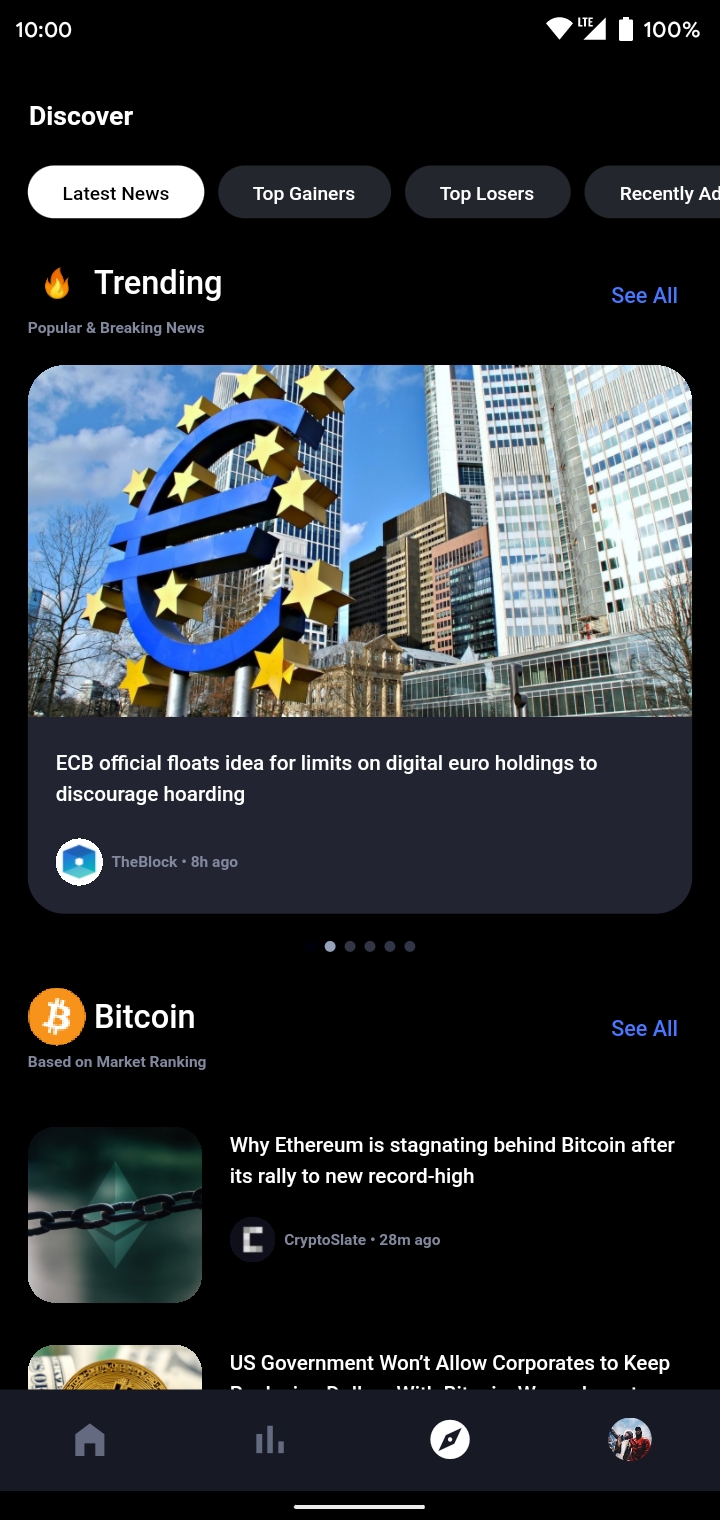 10:00
LTE
100%
Discover
Latest News
Top Gainers
Top Losers
Recently Ad
Trending
See All
Popular & Breaking News
ECB official floats idea for limits on digital euro holdings to
discourage hoarding
TheBlock • 8h ago
Bitcoin
See All
Based on Market Ranking
Why Ethereum is stagnating behind Bitcoin after
its rally to new record-high
CryptoSlate • 28m ago
US Government Won’t Allow Corporates to Keep